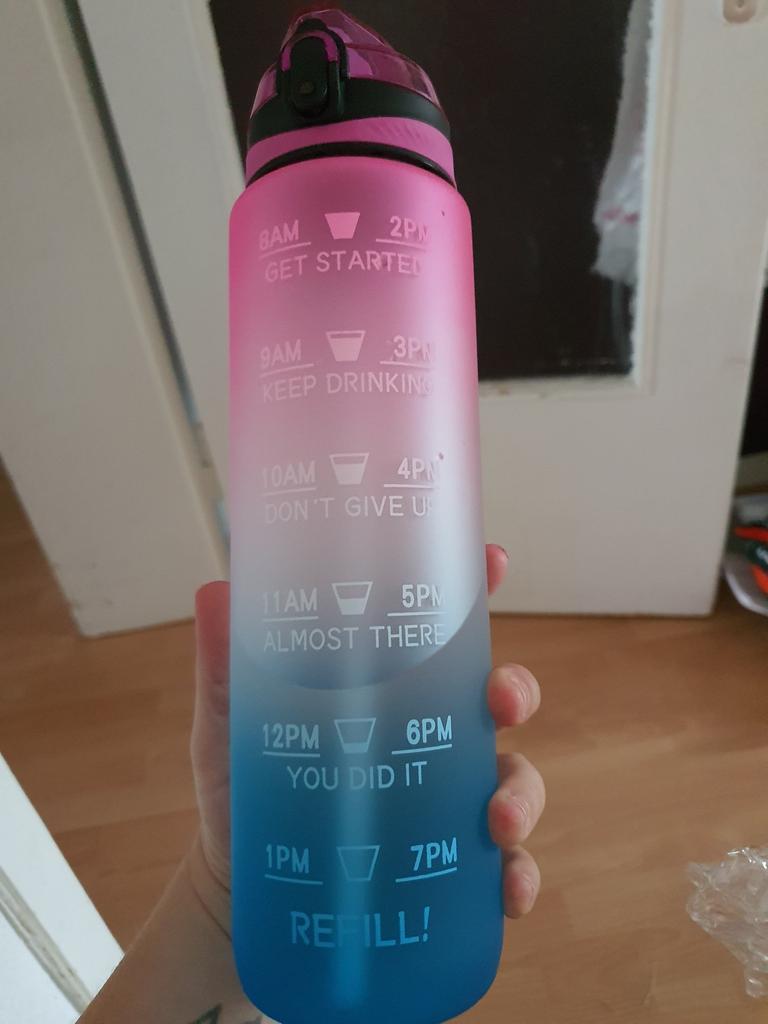 8AM 2PM
GET STARTED
9AM 3PM
KEEP DRINKING
10AM 4PM
DON'T GIVE UP
11AM 5PM
ALMOST THERE
12PM 6PM
YOU DID IT
1PM 7PM
REFILL!